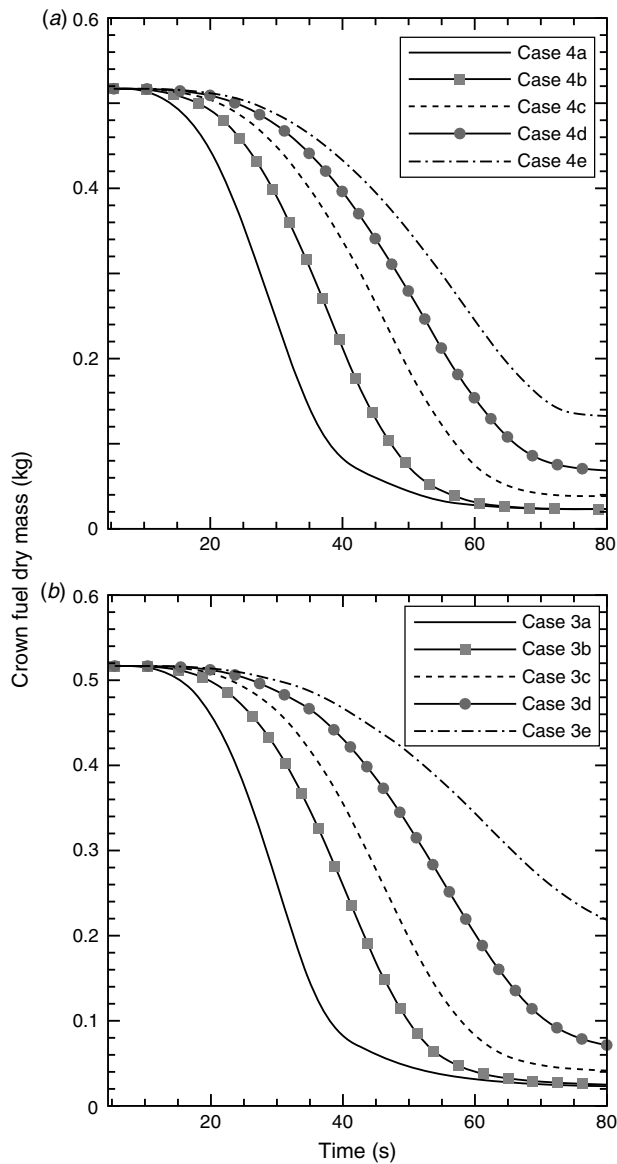 (a)
0.6
0.4
0.2
0
Case 4a
Case 4b
Case 4c
Case 4d
Case 4e
20 40 60 80
Crown fuel dry mass (kg)
(b)
0.6
0.5
0.4
0.3
0.2
0.1
0
Case 3a
Case 3b
Case 3c
Case 3d
Case 3e
20 40 60 80
Time (s)